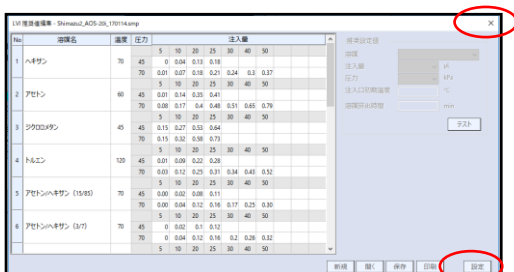 LVI 推奨値編集 - Shimazu2_AOS-20i_170114.smp
No 溶媒名 温度 圧力 注入量
5 10 20 25 30 40 50
1 ヘキサン 70 45 0 0.04 0.13 0.18
70 0.01 0.07 0.18 0.21 0.24 0.3 0.37
5 10 20 25 30 40 50
2 アセトン 60 45 0.01 0.14 0.35 0.41
70 0.08 0.17 0.4 0.48 0.51 0.65 0.79
5 10 20 25 30 40 50
3 ジクロロメタン 45 45 0.15 0.27 0.53 0.64
70 0.15 0.32 0.58 0.73
5 10 20 25 30 40 50
4 トルエン 120 45 0.01 0.09 0.22 0.28
70 0.03 0.12 0.25 0.31 0.34 0.43 0.52
5 10 20 25 30 40 50
5 アセトン/ヘキサン (15/85) 70 45 0.00 0.02 0.08 0.11
70 0.00 0.04 0.12 0.16 0.17 0.25 0.30
5 10 20 25 30 40 50
6 アセトン/ヘキサン (3/7) 70 45 0 0.02 0.1 0.12
70 0 0.04 0.12 0.16 0.2 0.26 0.32
5 10 20 25 30 40 50
溶媒
注入量 µL
圧力 kPa
注入口初期温度 ℃
溶媒排出時間 min
テスト
新規 開く 保存 印刷 設定